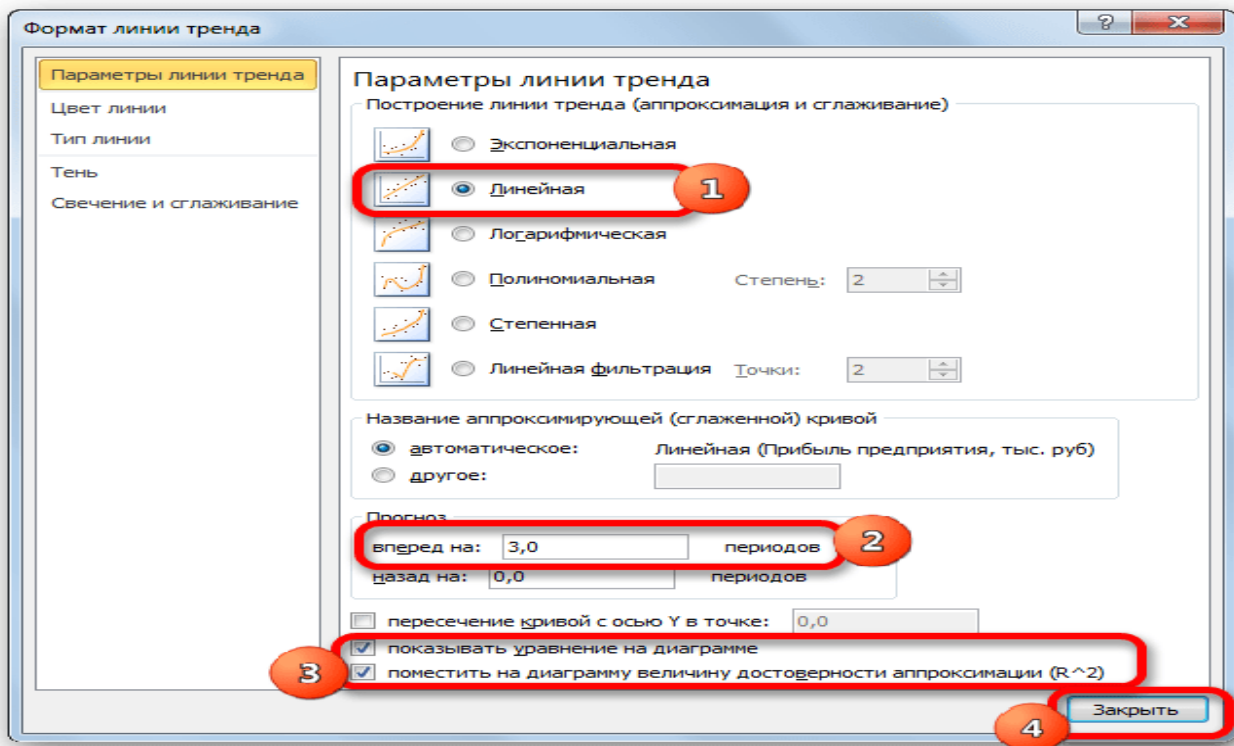 Формат линии тренда
Параметры линии тренда
Цвет линии
Тип линии
Тень
Свечение и сглаживание
Параметры линии тренда
Построение линии тренда (аппроксимация и сглаживание)
Экспоненциальная
Линейная
1
Логарифмическая
Полиномиальная Степень: 2
Степенная
Линейная фильтрация Точки: 2
Название аппроксимирующей (сглаженной) кривой
автоматическое: Линейная (Прибыль предприятия, тыс. руб)
другое:
Прогноз
вперед на: 3,0 периодов 2
назад на: 0,0 периодов
пересечение кривой с осью Y в точке: 0,0
показывать уравнение на диаграмме
3
поместить на диаграмму величину достоверности аппроксимации (R^2)
Закрыть
4